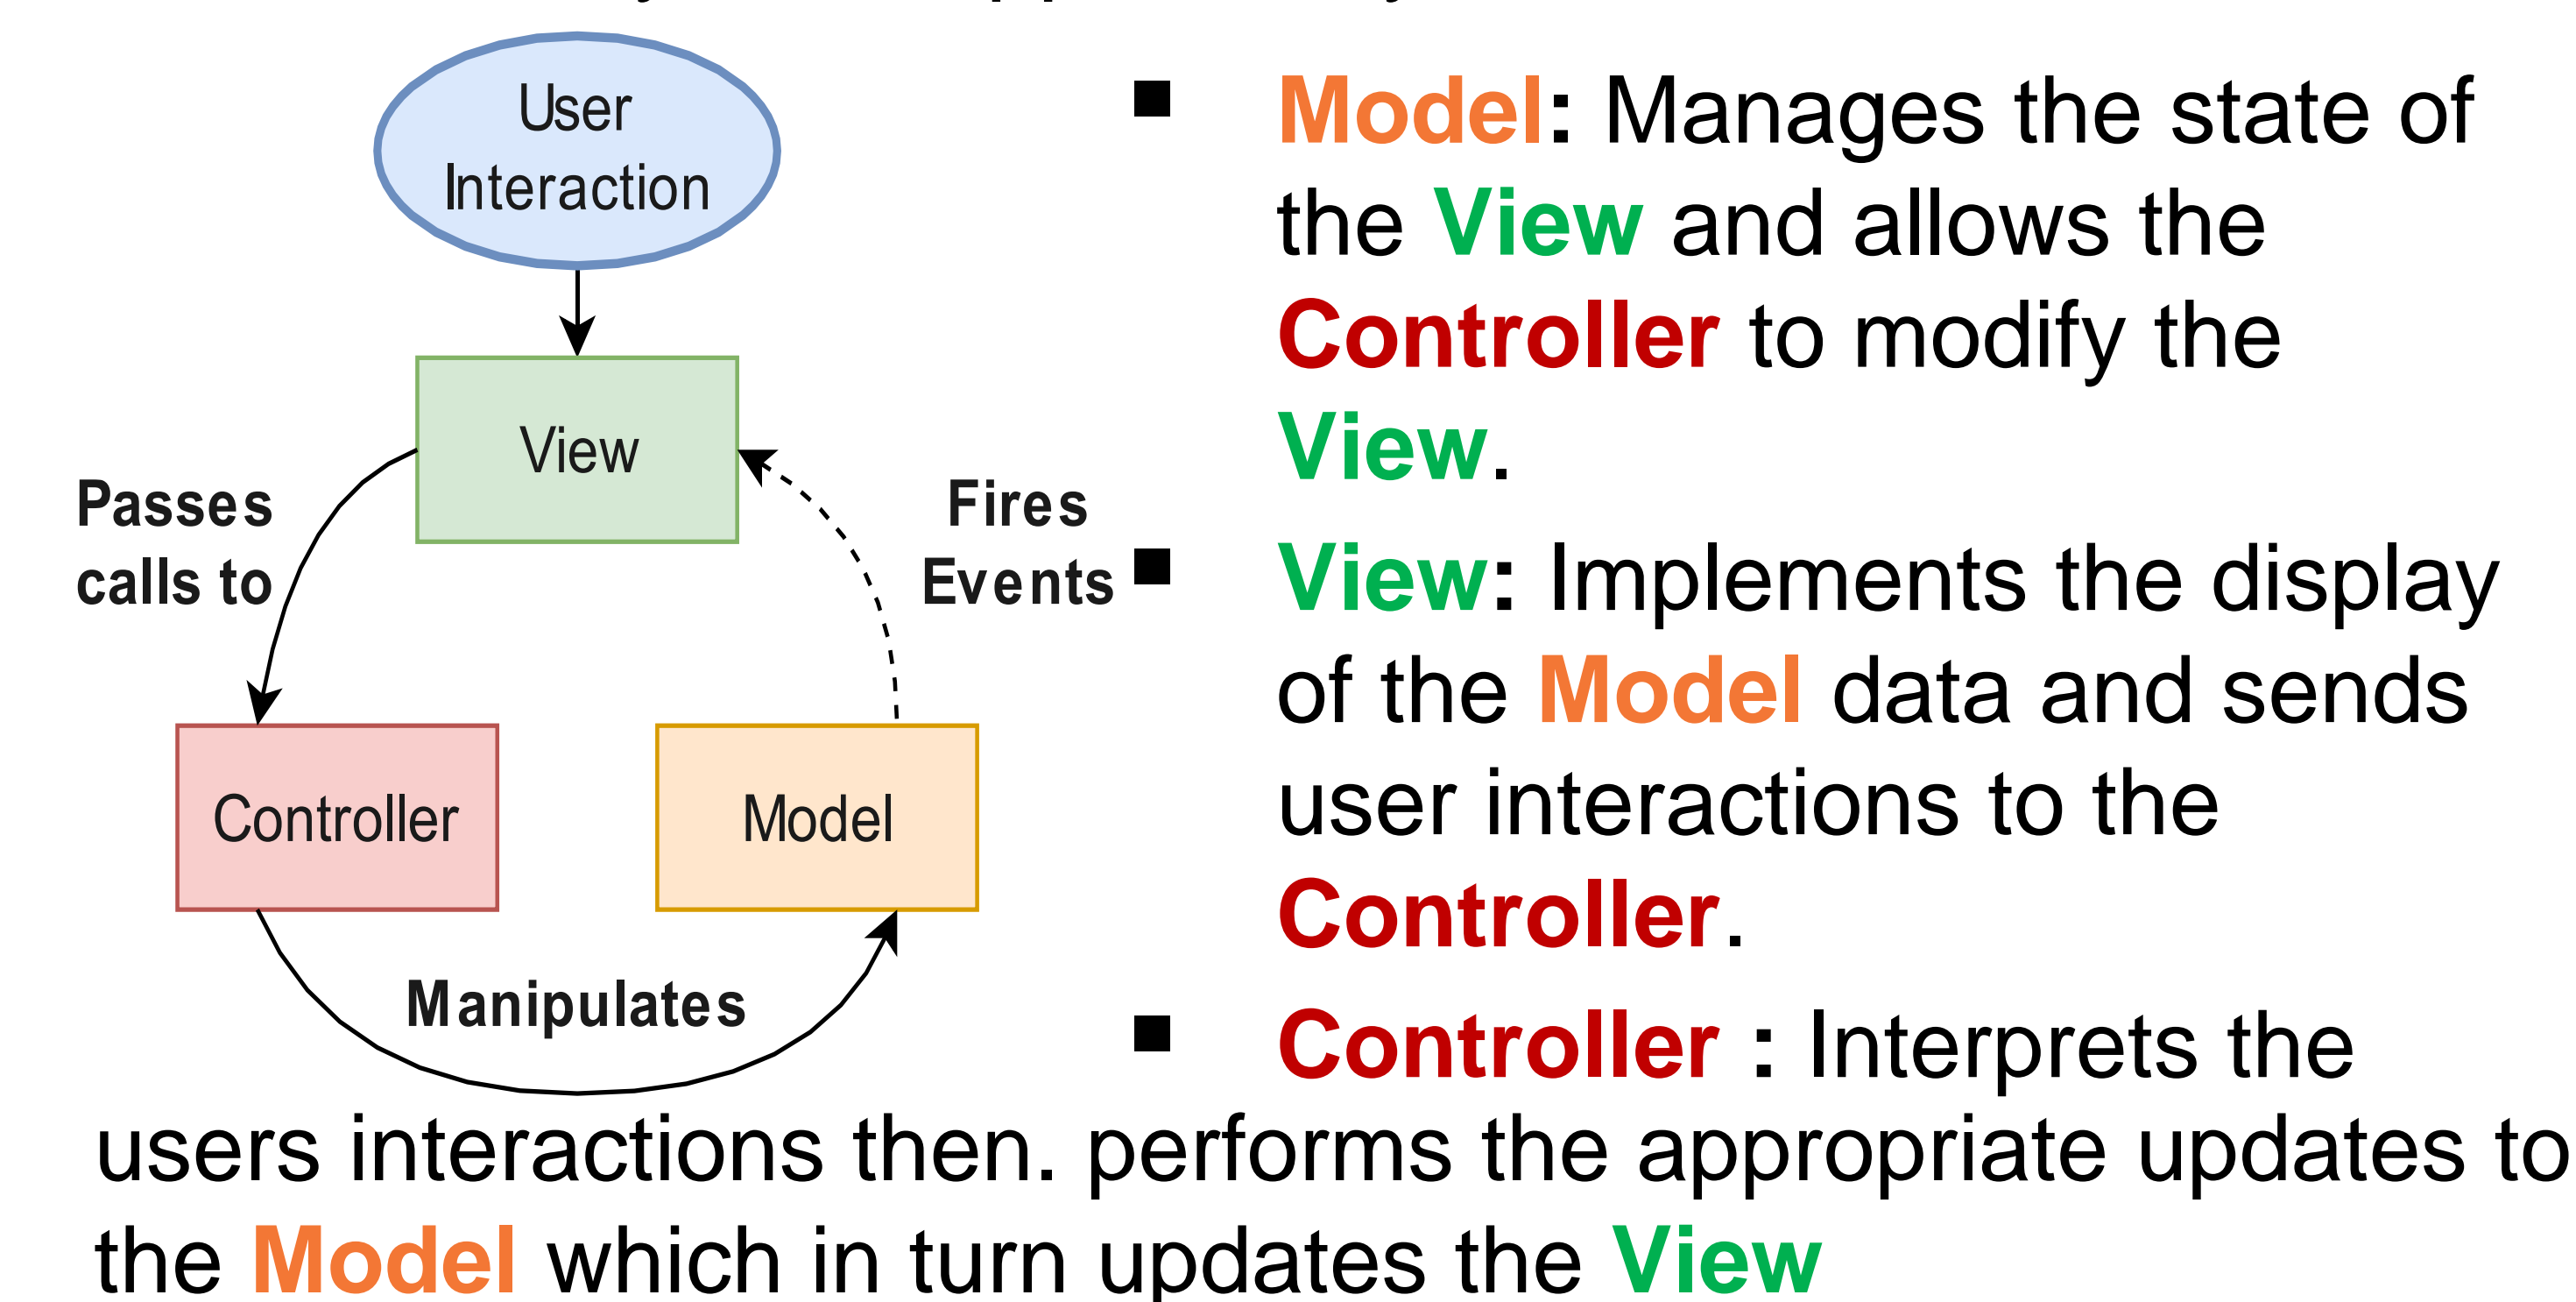 User
Interaction
View
Passes
calls to
Fires
Events
Controller
Model
Manipulates
■ Model: Manages the state of
the View and allows the
Controller to modify the
View.
■ View: Implements the display
of the Model data and sends
user interactions to the
Controller.
■ Controller : Interprets the
users interactions then. performs the appropriate updates to
the Model which in turn updates the View